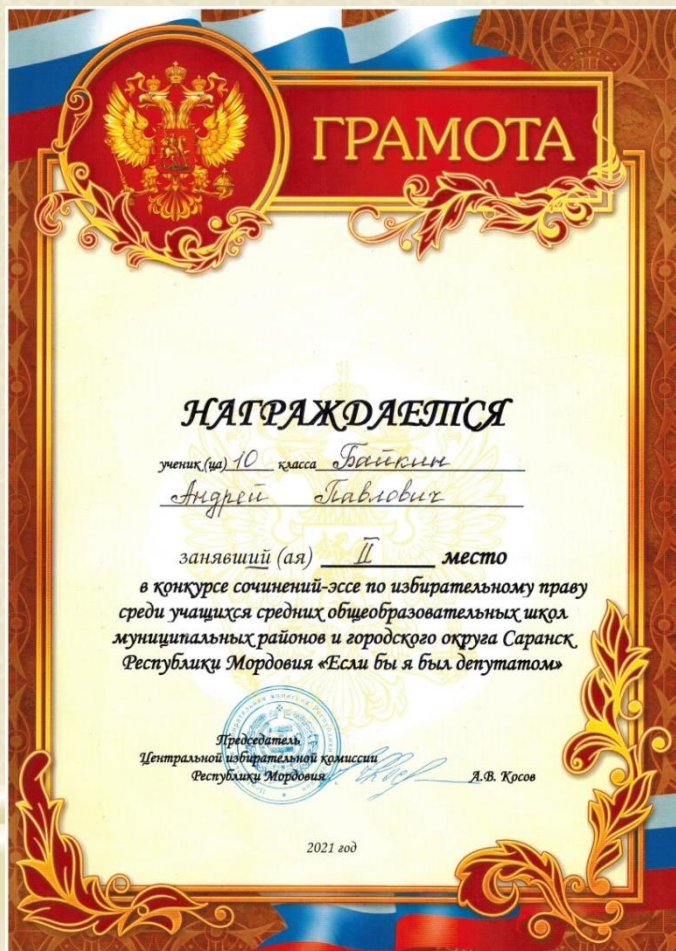 ГРАМОТА
НАГРАЖДАЕТСЯ
ученик (ца) 10 класса Байкин
Андрей Павлович
занявший (ая) II место
в конкурсе сочинений-эссе по избирательному праву
среди учащихся средних общеобразовательных школ
муниципальных районов и городского округа Саранск
Республики Мордовия «Если бы я был депутатом»
Председатель
Центральной избирательной комиссии
Республики Мордовия А.В. Косов
2021 год